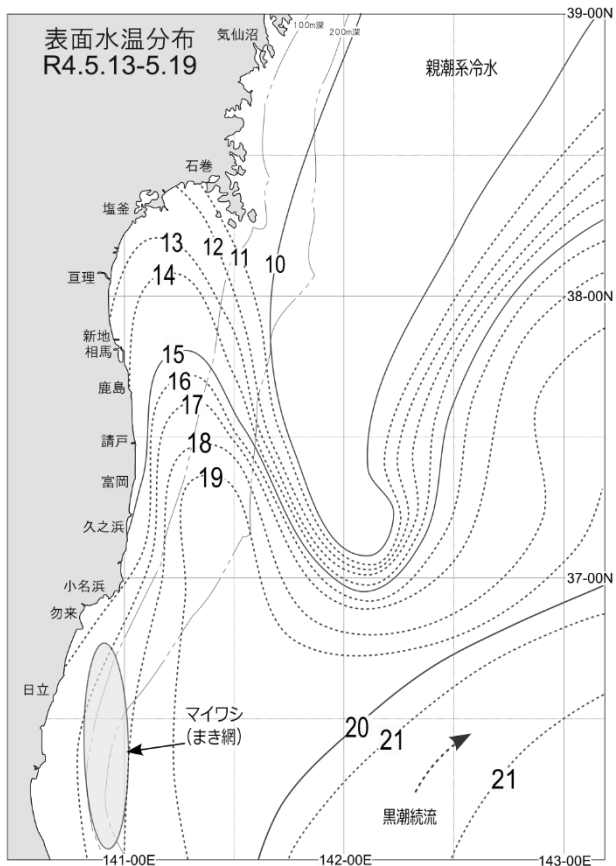 表面水温分布
R4.5.13-5.19
気仙沼
100m深
200m深
39-00N
親潮系冷水
石巻
塩釜
13
12
11
10
亘理
14
38-00N
新地
相馬
15
鹿島
16
17
請戸
18
富岡
19
久之浜
小名浜
37-00N
勿来
日立
マイワシ
(まき網)
20
21
21
黒潮続流
141-00E
142-00E
143-00E